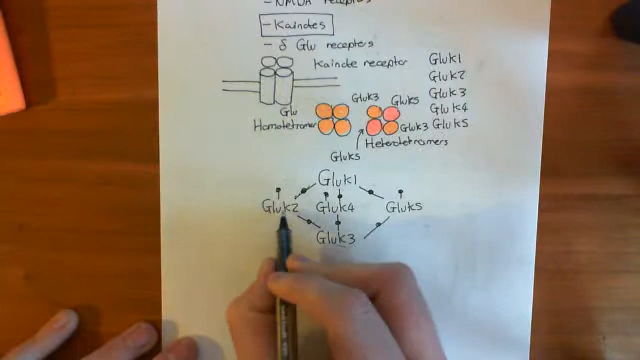 - NMDA receptors
- Kainates
- δ Glu receptors
Kainate receptor
GluK1
GluK2
GluK3
GluK4
GluK5
Glu
Homotetramer
GluK3
GluK5
GluK3
Heterotetramers
GluK5
GluK1
GluK2 GluK4 GluK5
GluK3